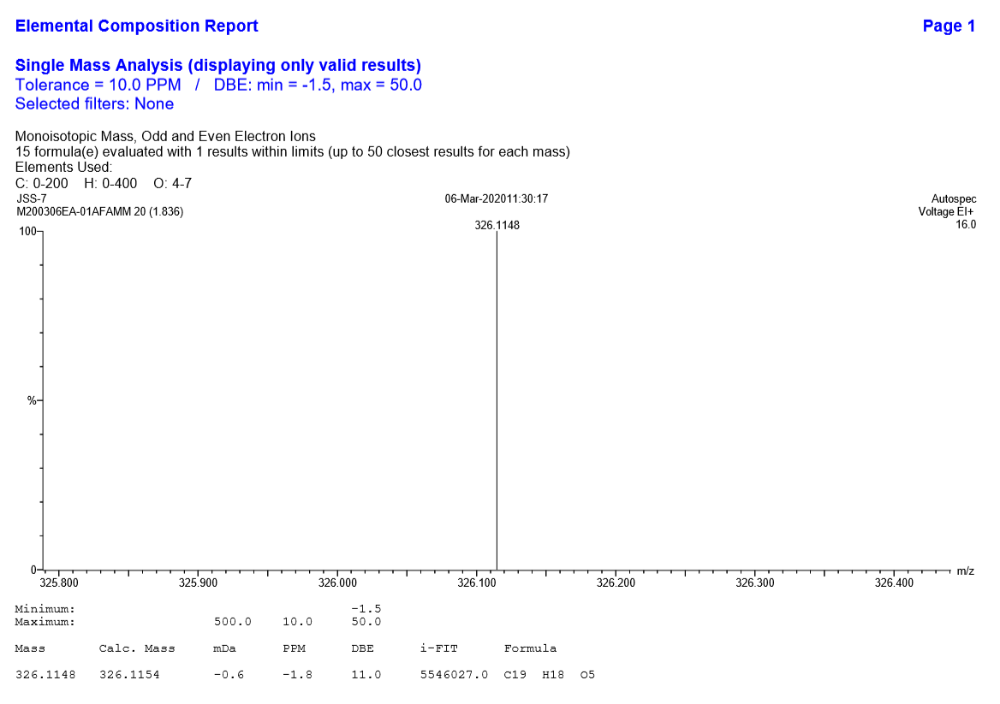 Elemental Composition Report Page 1
Single Mass Analysis (displaying only valid results)
Tolerance = 10.0 PPM / DBE: min = -1.5, max = 50.0
Selected filters: None
Monoisotopic Mass, Odd and Even Electron Ions
15 formula(e) evaluated with 1 results within limits (up to 50 closest results for each mass)
Elements Used:
C: 0-200 H: 0-400 O: 4-7
JSS-7 06-Mar-202011:30:17 Autospec
M200306EA-01AFAMM 20 (1.836) Voltage EI+
16.0
326.1148
100
%
0
m/z
325.800 325.900 326.000 326.100 326.200 326.300 326.400
Minimum: -1.5
Maximum: 500.0 10.0 50.0
Mass Calc. Mass mDa PPM DBE i-FIT Formula
326.1148 326.1154 -0.6 -1.8 11.0 5546027.0 C19 H18 O5